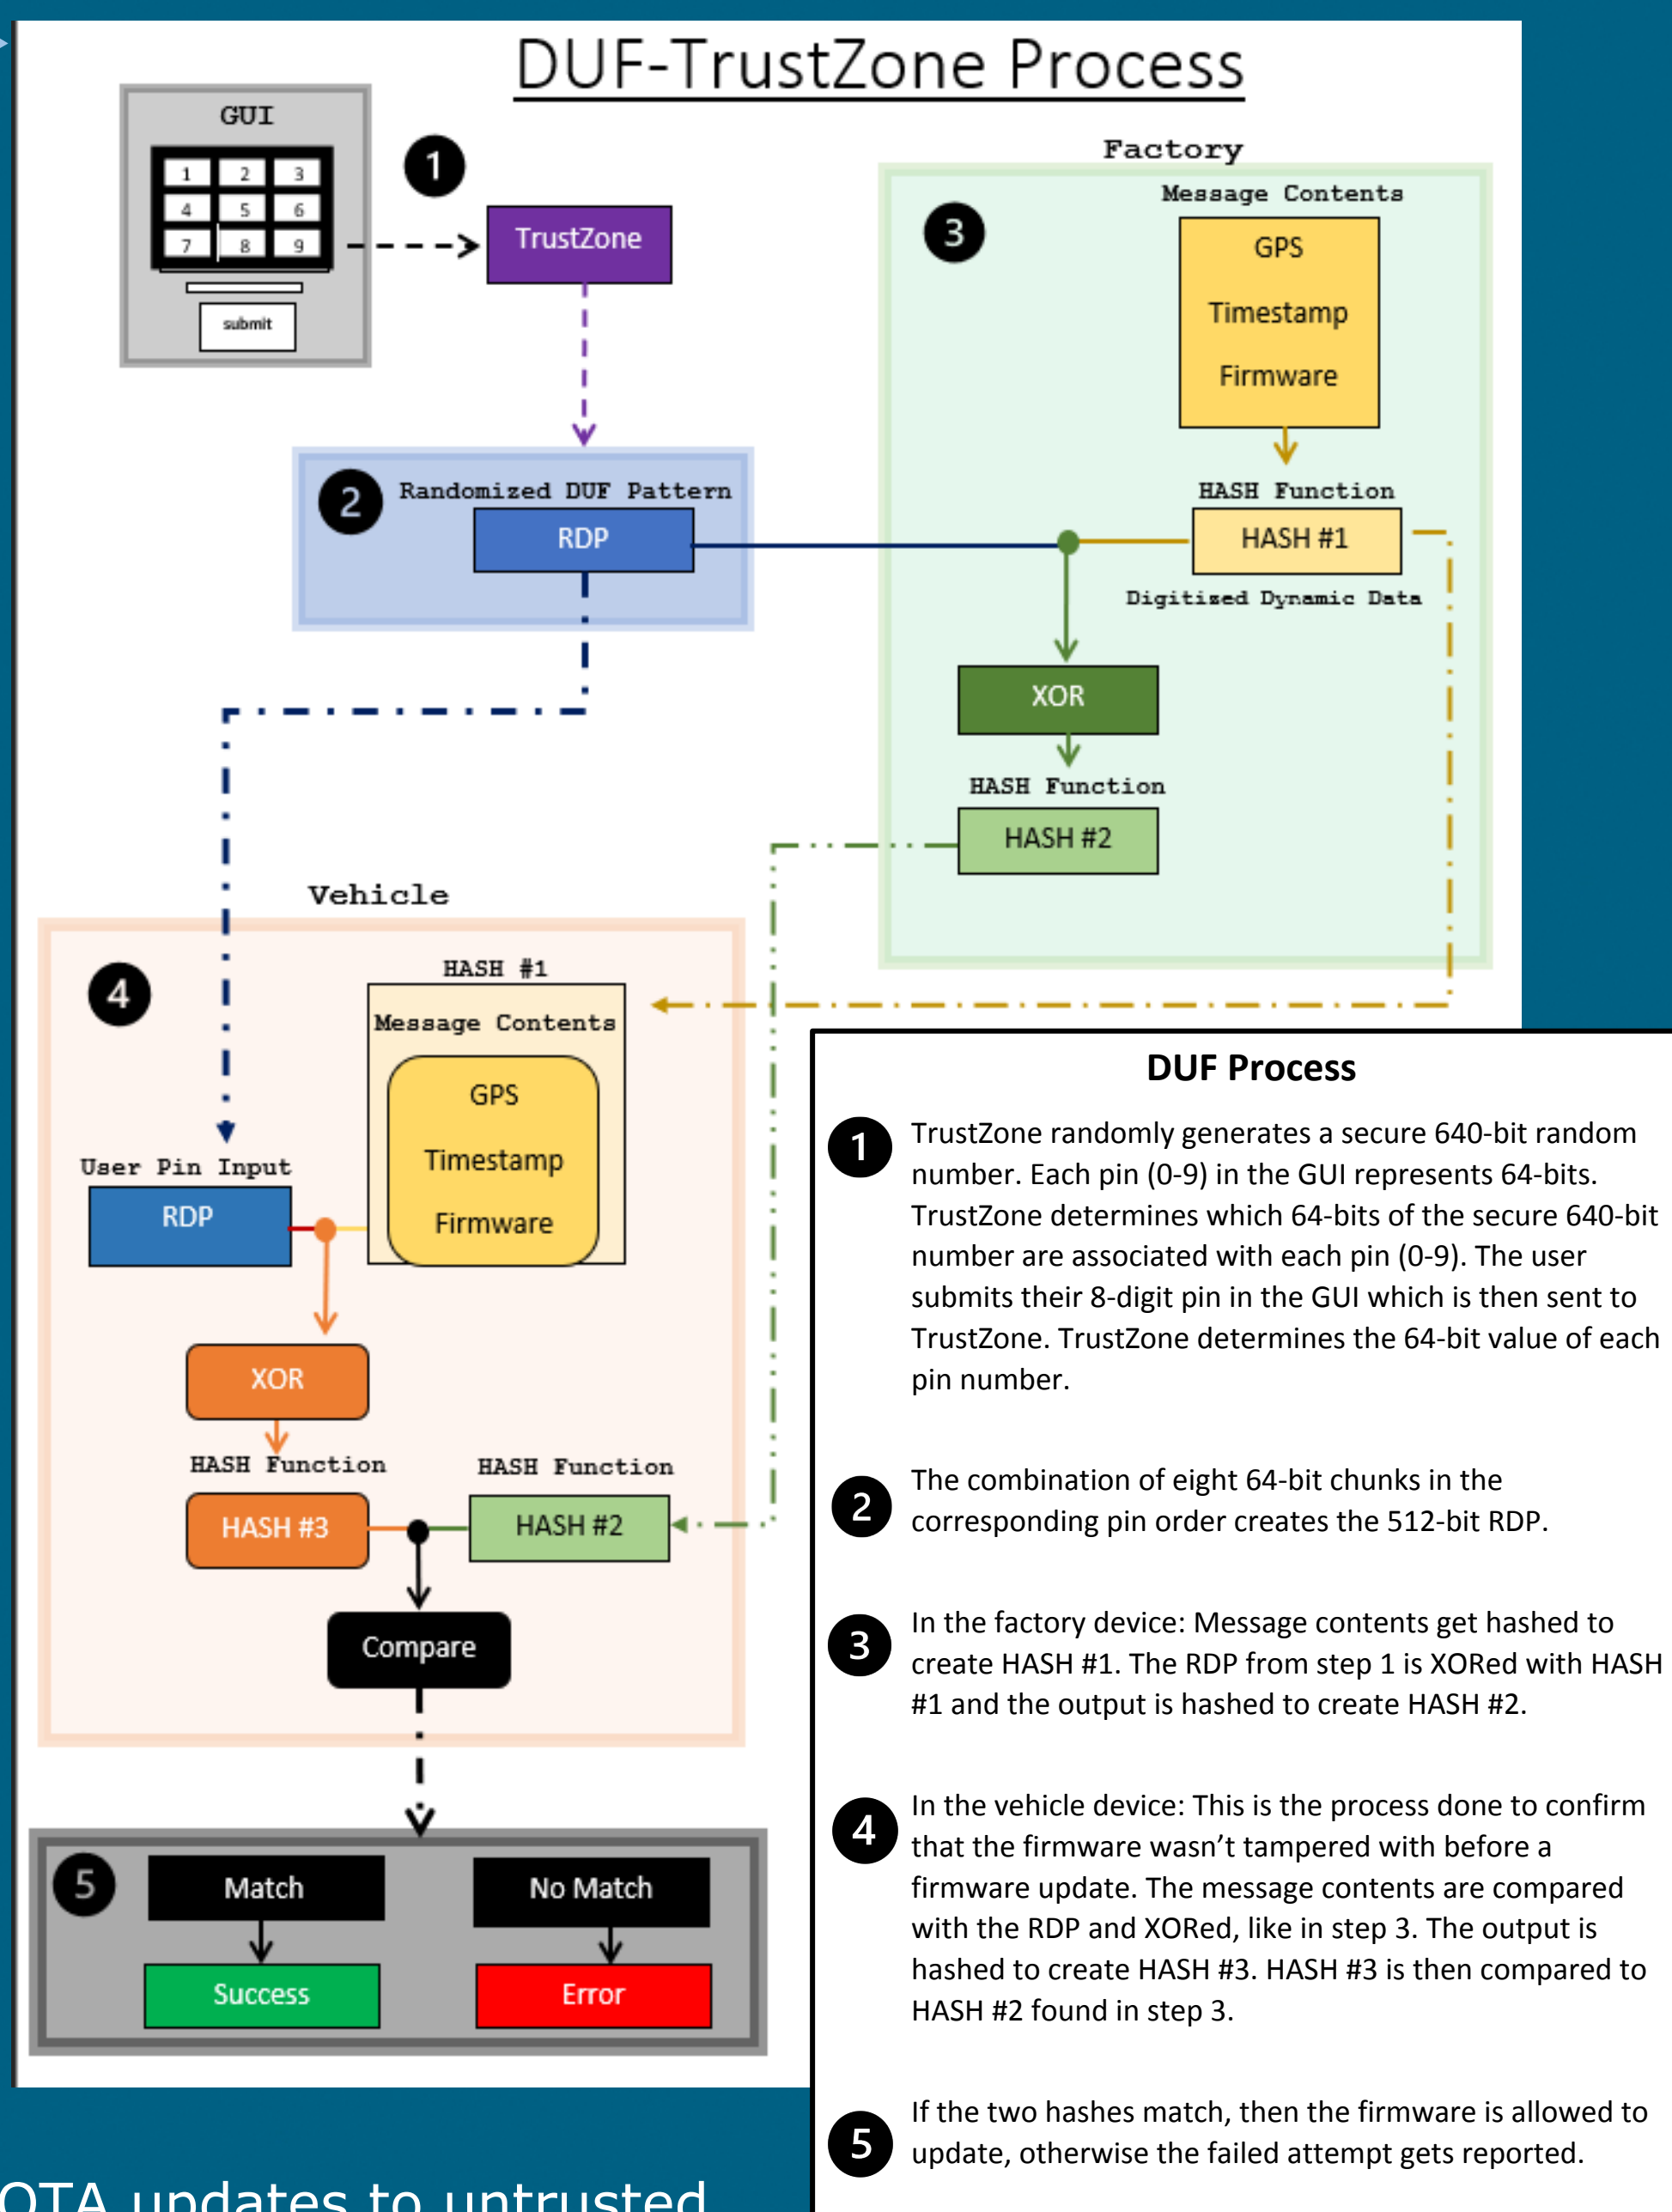 DUF-TrustZone Process
GUI
1 2 3
4 5 6
7 8 9
submit
1
TrustZone
Factory
3
Message Contents
GPS
Timestamp
Firmware
HASH Function
HASH #1
Digitized Dynamic Data
2
Randomized DUF Pattern
RDP
XOR
HASH Function
HASH #2
Vehicle
4
HASH #1
Message Contents
GPS
Timestamp
Firmware
User Pin Input
RDP
XOR
HASH Function
HASH #3
HASH Function
HASH #2
Compare
5
Match
No Match
Success
Error
DUF Process
1
TrustZone randomly generates a secure 640-bit random
number. Each pin (0-9) in the GUI represents 64-bits.
TrustZone determines which 64-bits of the secure 640-bit
number are associated with each pin (0-9). The user
submits their 8-digit pin in the GUI which is then sent to
TrustZone. TrustZone determines the 64-bit value of each
pin number.
2
The combination of eight 64-bit chunks in the
corresponding pin order creates the 512-bit RDP.
3
In the factory device: Message contents get hashed to
create HASH #1. The RDP from step 1 is XORed with HASH
#1 and the output is hashed to create HASH #2.
4
In the vehicle device: This is the process done to confirm
that the firmware wasn’t tampered with before a
firmware update. The message contents are compared
with the RDP and XORed, like in step 3. The output is
hashed to create HASH #3. HASH #3 is then compared to
HASH #2 found in step 3.
5
If the two hashes match, then the firmware is allowed to
update, otherwise the failed attempt gets reported.
OTA updates to untrusted